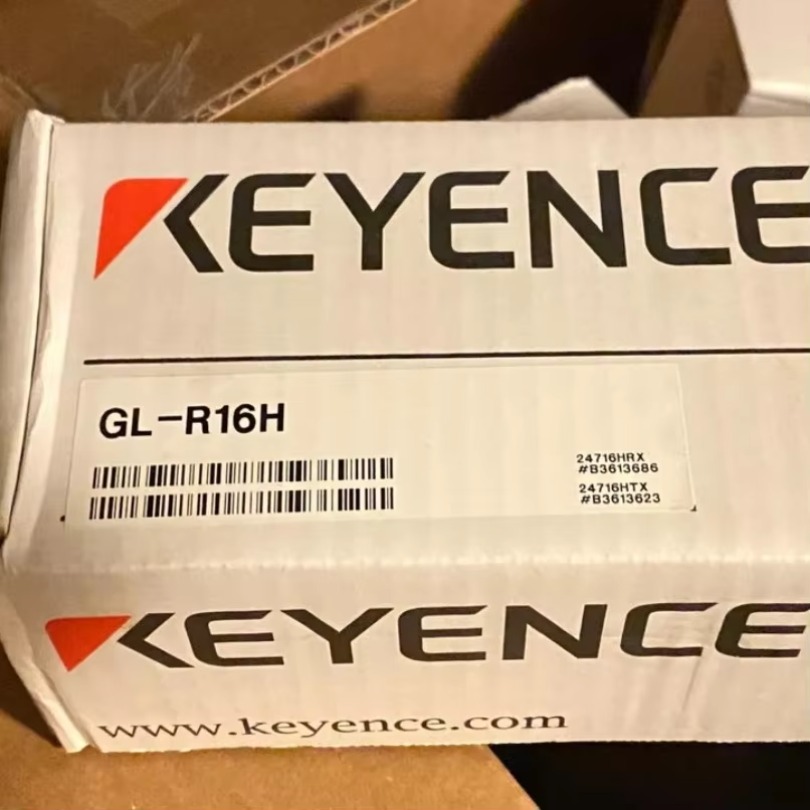 KEYENCE
GL-R16H
24716HRX
#B3613686
24716HTX
#B3613623
KEYENCE
www.keyence.com